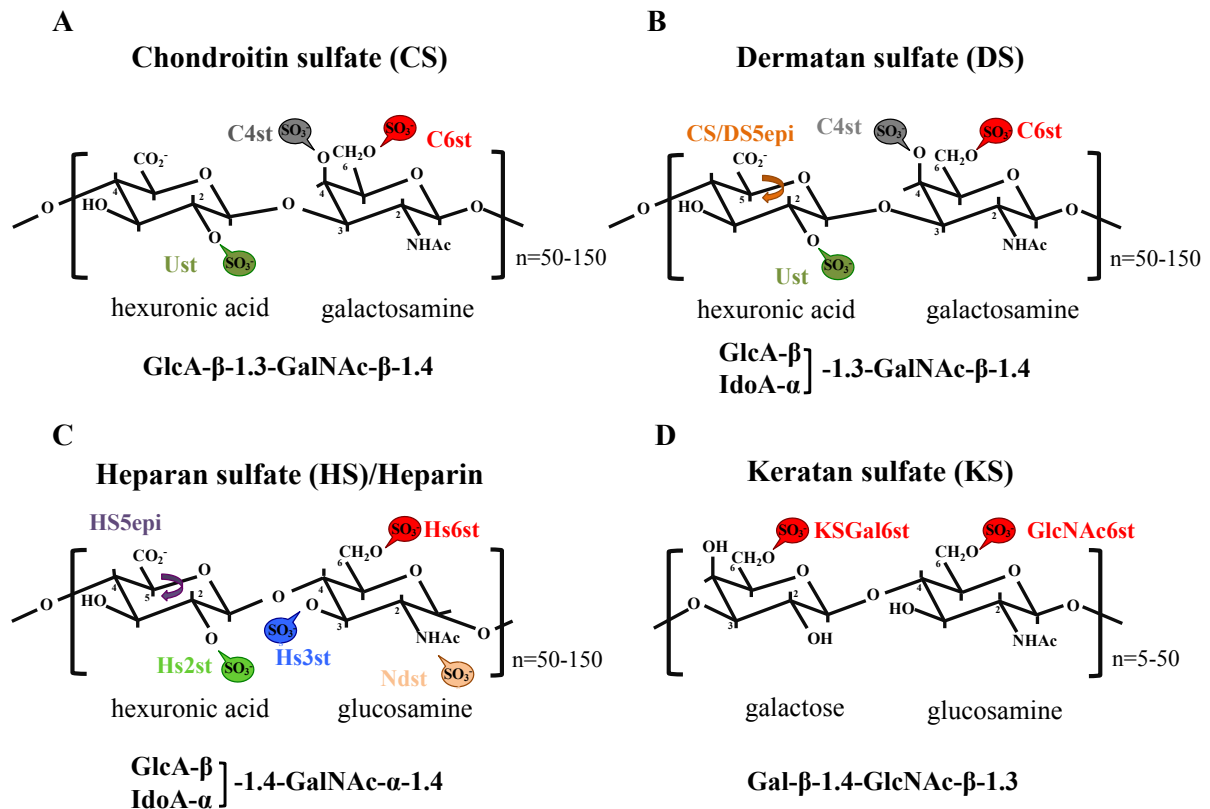 A
Chondroitin sulfate (CS)
C4st
SO₃⁻
SO₃⁻
C6st
CO₂⁻
CH₂O
6
O
O
O
4
HO
2
O
O
O
4
3
2
O
O
NHAc
O
SO₃⁻
Ust
n=50-150
hexuronic acid
galactosamine
GlcA-β-1.3-GalNAc-β-1.4
B
Dermatan sulfate (DS)
CS/DS5epi
C4st
SO₃⁻
SO₃⁻
C6st
CO₂⁻
CH₂O
6
O
O
O
4
5
HO
2
O
O
O
4
3
2
O
O
NHAc
O
SO₃⁻
Ust
n=50-150
hexuronic acid
galactosamine
GlcA-β
IdoA-α
-1.3-GalNAc-β-1.4
C
Heparan sulfate (HS)/Heparin
HS5epi
SO₃⁻
Hs6st
CO₂⁻
CH₂O
6
O
O
4
5
HO
2
O
O
O
4
O
3
2
O
O
NHAc
O
SO₃⁻
Hs3st
Hs2st
SO₃⁻
Ndst
SO₃⁻
n=50-150
hexuronic acid
glucosamine
GlcA-β
IdoA-α
-1.4-GalNAc-α-1.4
D
Keratan sulfate (KS)
SO₃⁻
KSGal6st
SO₃⁻
GlcNAc6st
OH
CH₂O
6
CH₂O
6
O
O
4
O
3
2
OH
O
O
4
HO
3
2
O
O
NHAc
n=5-50
galactose
glucosamine
Gal-β-1.4-GlcNAc-β-1.3